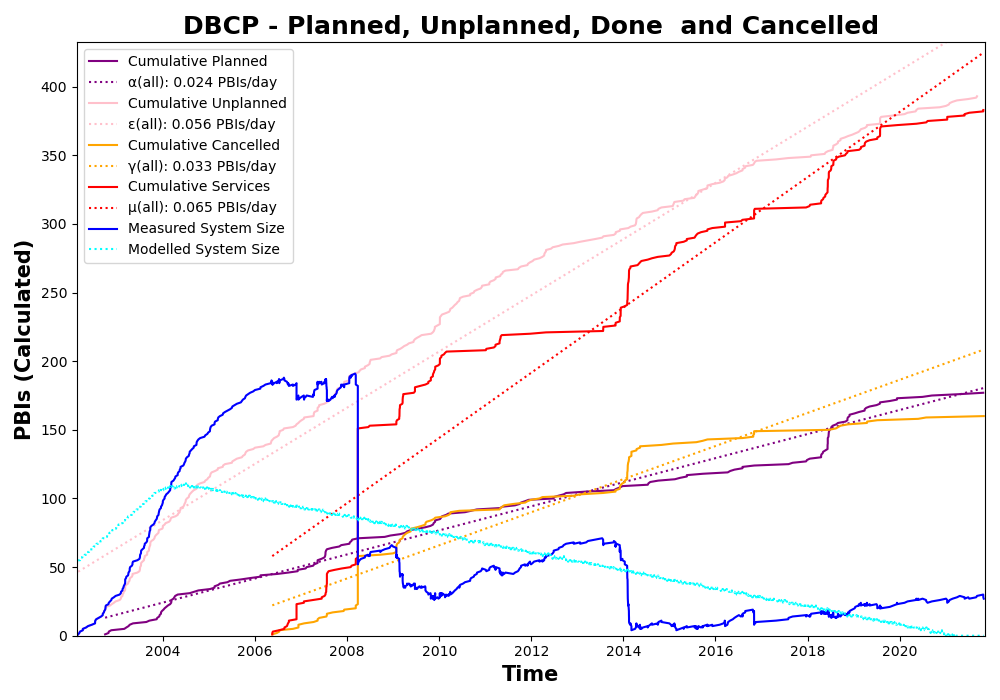 DBCP - Planned, Unplanned, Done  and Cancelled
Cumulative Planned
α(all): 0.024 PBIs/day
Cumulative Unplanned
ε(all): 0.056 PBIs/day
Cumulative Cancelled
γ(all): 0.033 PBIs/day
Cumulative Services
μ(all): 0.065 PBIs/day
Measured System Size
Modelled System Size
PBIs (Calculated)
400
350
300
250
200
150
100
50
0
2004 2006 2008 2010 2012 2014 2016 2018 2020
Time